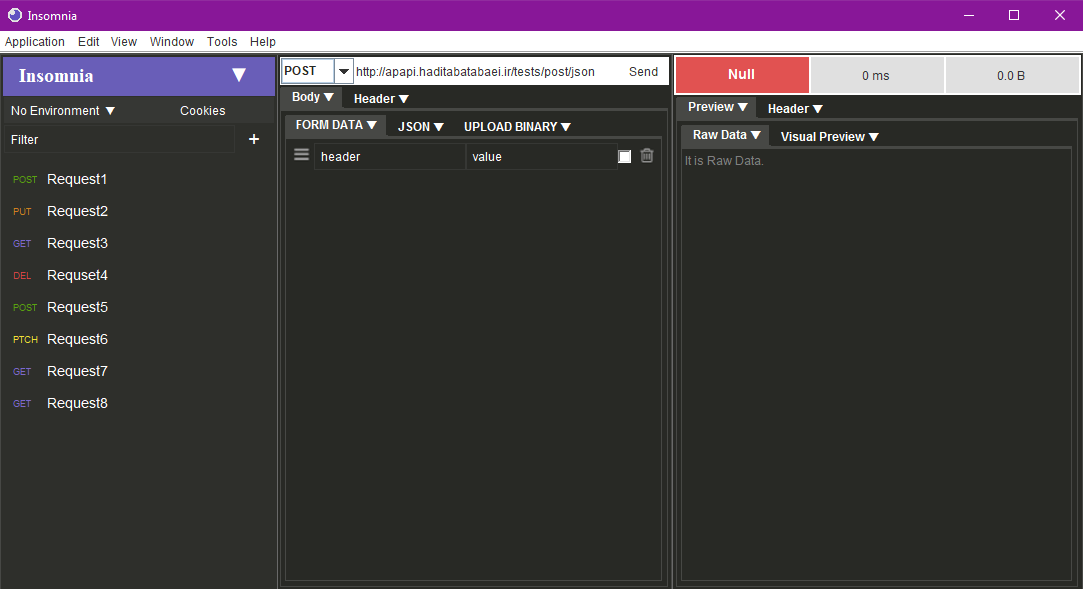 Insomnia
Application Edit View Window Tools Help
Insomnia ▼
No Environment ▼ Cookies
Filter +
POST Request1
PUT Request2
GET Request3
DEL Requset4
POST Request5
PTCH Request6
GET Request7
GET Request8
POST http://apapi.haditabatabaei.ir/tests/post/json Send
Body ▼ Header ▼
FORM DATA ▼ JSON ▼ UPLOAD BINARY ▼
header value
Null 0 ms 0.0 B
Preview ▼ Header ▼
Raw Data ▼ Visual Preview ▼
It is Raw Data.